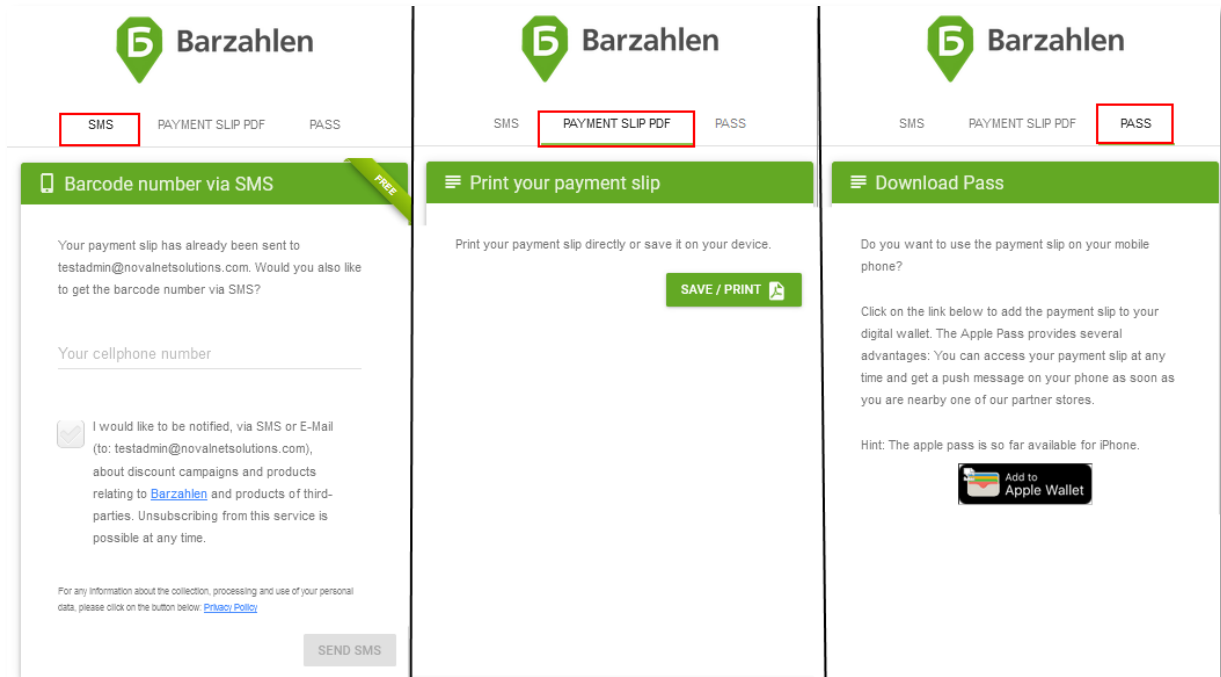 Barzahlen
SMS PAYMENT SLIP PDF PASS
Barcode number via SMS
FREE
Your payment slip has already been sent to
testadmin@novalnetsolutions.com. Would you also like
to get the barcode number via SMS?
Your cellphone number
I would like to be notified, via SMS or E-Mail
(to: testadmin@novalnetsolutions.com),
about discount campaigns and products
relating to Barzahlen and products of third-
parties. Unsubscribing from this service is
possible at any time.
For any information about the collection, processing and use of your personal
data, please click on the button below: Privacy Policy
SEND SMS
Barzahlen
SMS PAYMENT SLIP PDF PASS
Print your payment slip
Print your payment slip directly or save it on your device.
SAVE / PRINT
Barzahlen
SMS PAYMENT SLIP PDF PASS
Download Pass
Do you want to use the payment slip on your mobile
phone?
Click on the link below to add the payment slip to your
digital wallet. The Apple Pass provides several
advantages: You can access your payment slip at any
time and get a push message on your phone as soon as
you are nearby one of our partner stores.
Hint: The apple pass is so far available for iPhone.
Add to
Apple Wallet